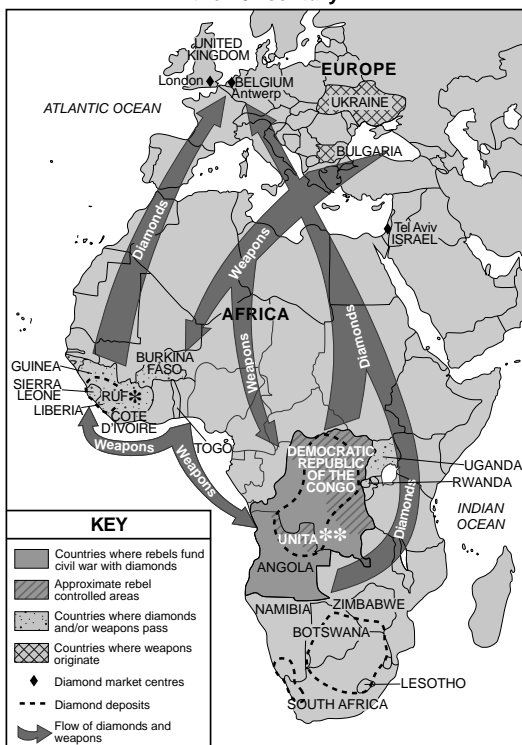 UNITED
KINGDOM
London
BELGIUM
Antwerp
EUROPE
ATLANTIC OCEAN
UKRAINE
BULGARIA
Diamonds
Weapons
Tel Aviv
ISRAEL
AFRICA
BURKINA
FASO
Weapons
Diamonds
GUINEA
SIERRA
LEONE
RUF*
LIBERIA
COTE
D'IVOIRE
TOGO
Weapons
Weapons
DEMOCRATIC
REPUBLIC
OF THE
CONGO
UGANDA
RWANDA
INDIAN
OCEAN
Diamonds
UNITA**
ANGOLA
NAMIBIA
ZIMBABWE
BOTSWANA
LESOTHO
SOUTH AFRICA
KEY
Countries where rebels fund
civil war with diamonds
Approximate rebel
controlled areas
Countries where diamonds
and/or weapons pass
Countries where weapons
originate
Diamond market centres
Diamond deposits
Flow of diamonds and
weapons